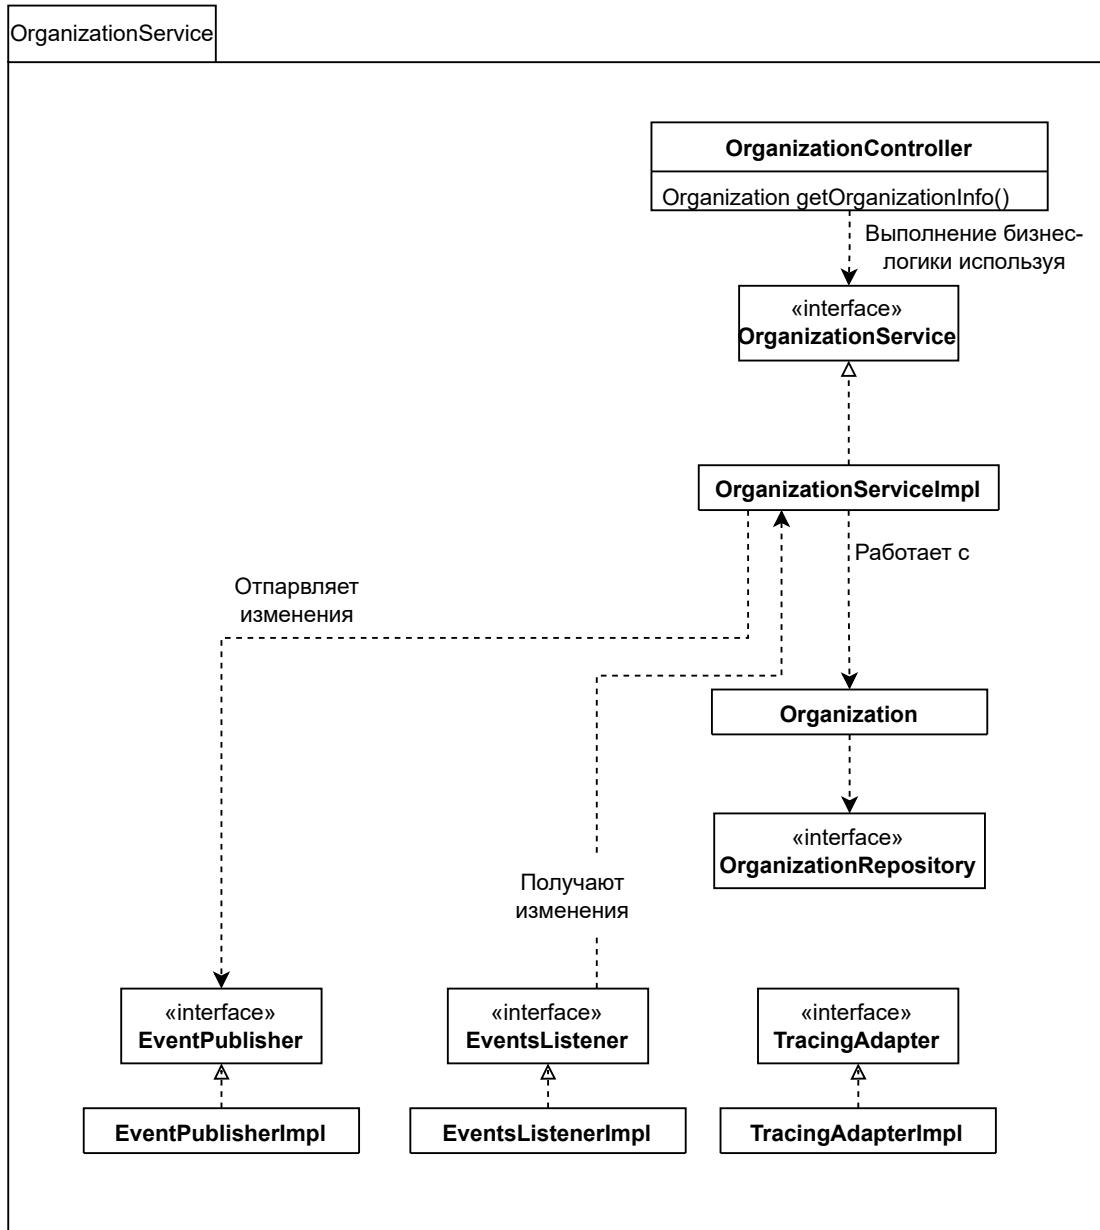 OrganizationService
OrganizationController
Organization getOrganizationInfo()
Выполнение бизнес-
логики используя
«interface»
OrganizationService
OrganizationServiceImpl
Работает с
Отпарвляет
изменения
Organization
«interface»
OrganizationRepository
Получают
изменения
«interface»
EventPublisher
«interface»
EventsListener
«interface»
TracingAdapter
EventPublisherImpl
EventsListenerImpl
TracingAdapterImpl